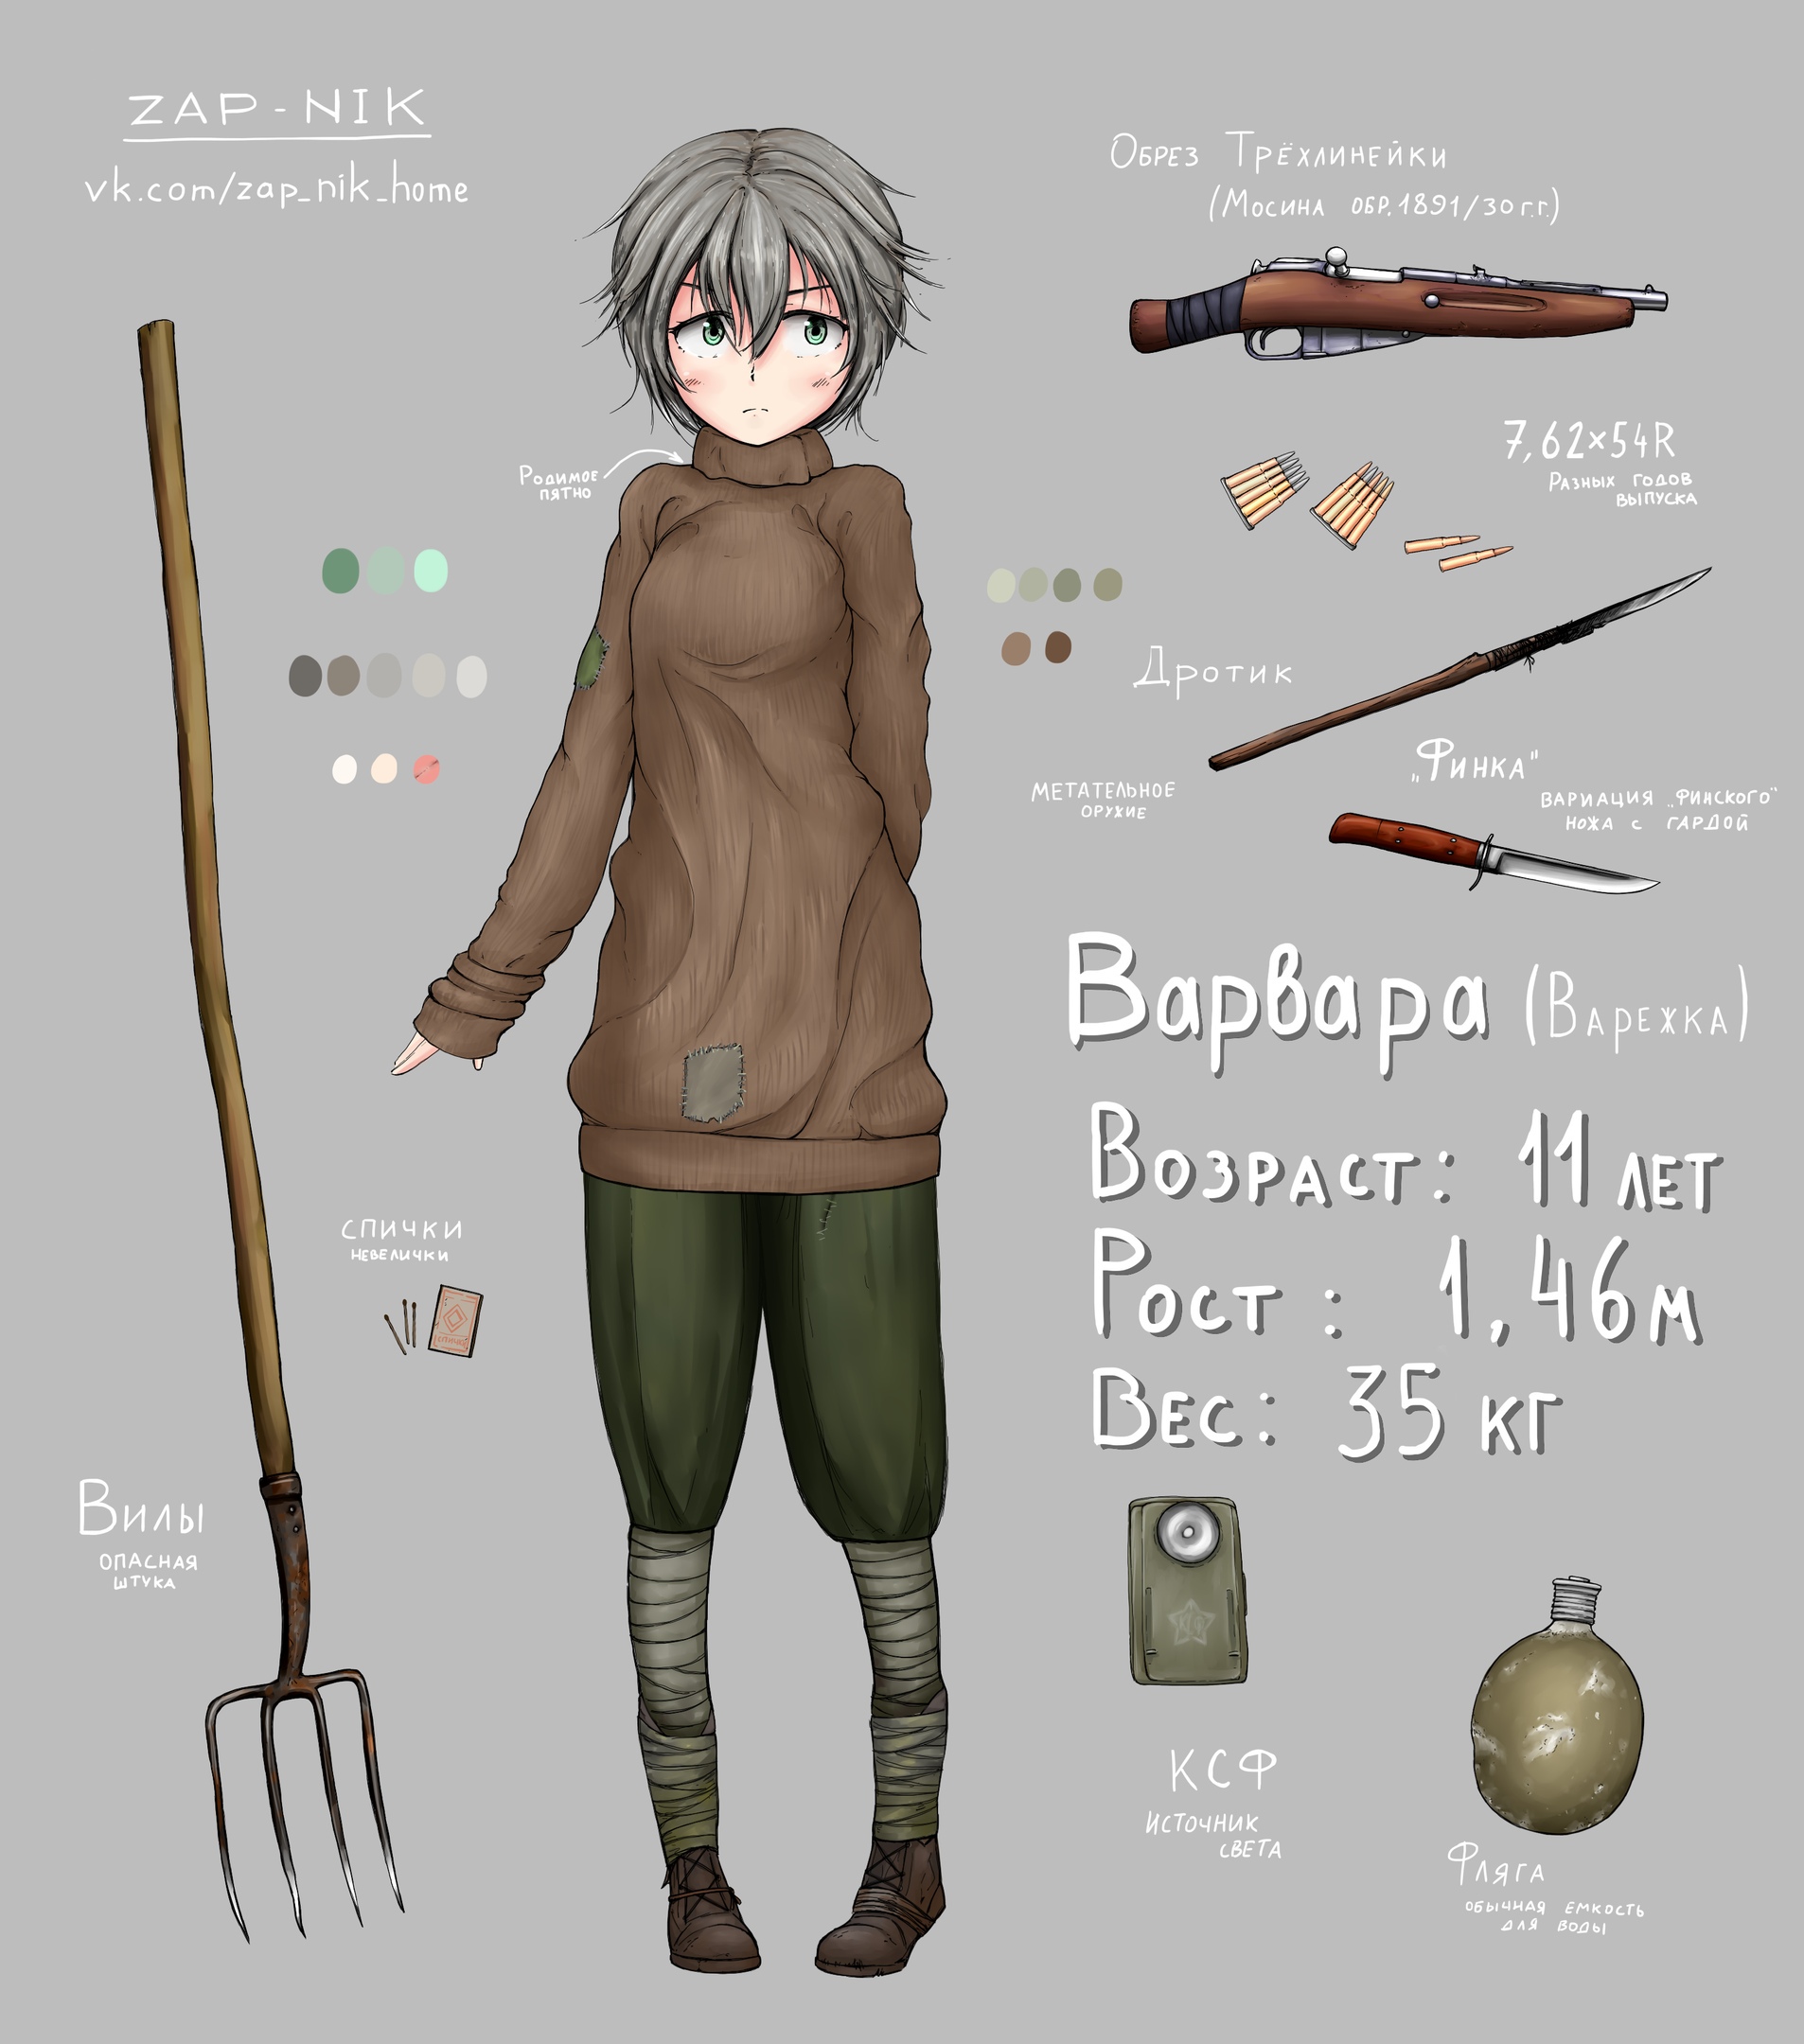 ZAP-NIK
vk.com/zap_nik_home
Обрез Трёхлинейки
(Мосина обр. 1891/30 г.г.)
7,62×54R
Разных годов
выпуска
Родимое
пятно
Дротик
метательное
оружие
„Финка"
вариация „финского"
ножа с гардой
Варвара (Варежка)
Возраст: 11 лет
Рост: 1,46м
Вес: 35 кг
спички
невелички
спички
Вилы
опасная
штука
КСФ
КСФ
источник
света
Фляга
обычная емкость
для воды